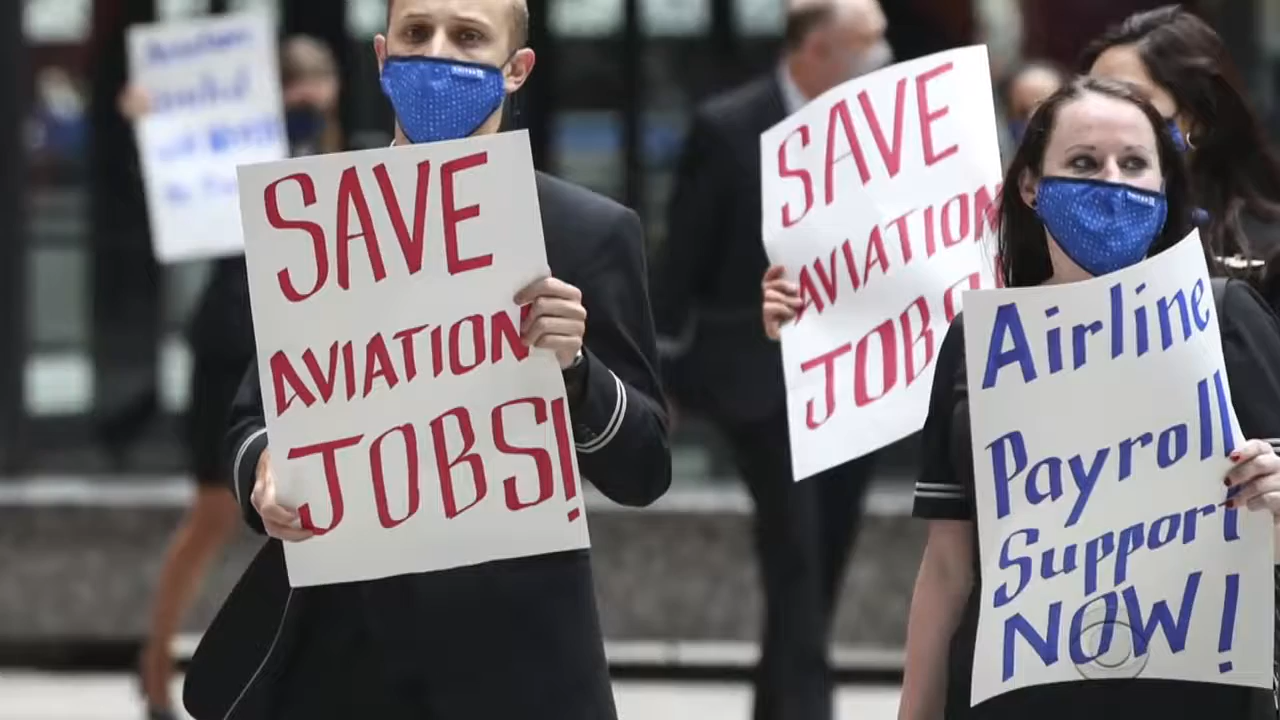 SAVE
AVIATION
JOBS!
SAVE
AVIATION
JOBS
Airline
Payroll
Support
NOW!